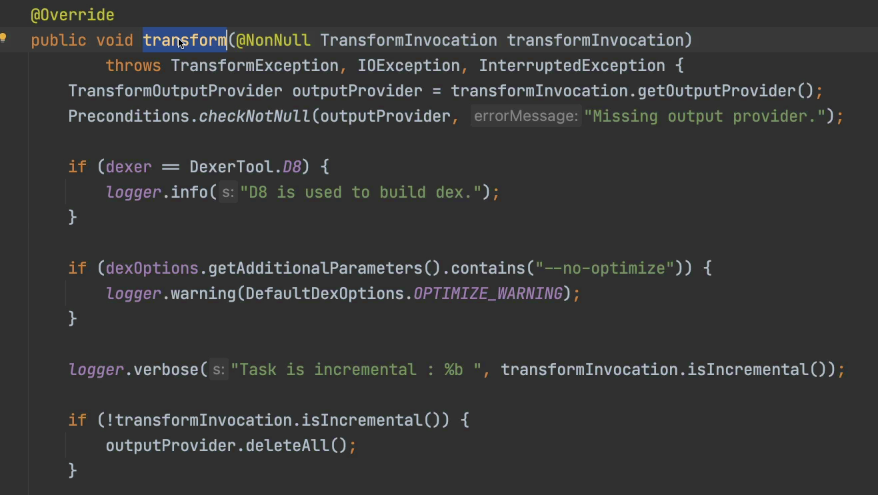 @Override
public void transform(@NonNull TransformInvocation transformInvocation)
throws TransformException, IOException, InterruptedException {
TransformOutputProvider outputProvider = transformInvocation.getOutputProvider();
Preconditions.checkNotNull(outputProvider, errorMessage: "Missing output provider.");
if (dexer == DexerTool.D8) {
logger.info( s: "D8 is used to build dex.");
}
if (dexOptions.getAdditionalParameters().contains("--no-optimize")) {
logger.warning(DefaultDexOptions.OPTIMIZE_WARNING);
}
logger.verbose( s: "Task is incremental : %b ", transformInvocation.isIncremental());
if (!transformInvocation.isIncremental()) {
outputProvider.deleteAll();
}